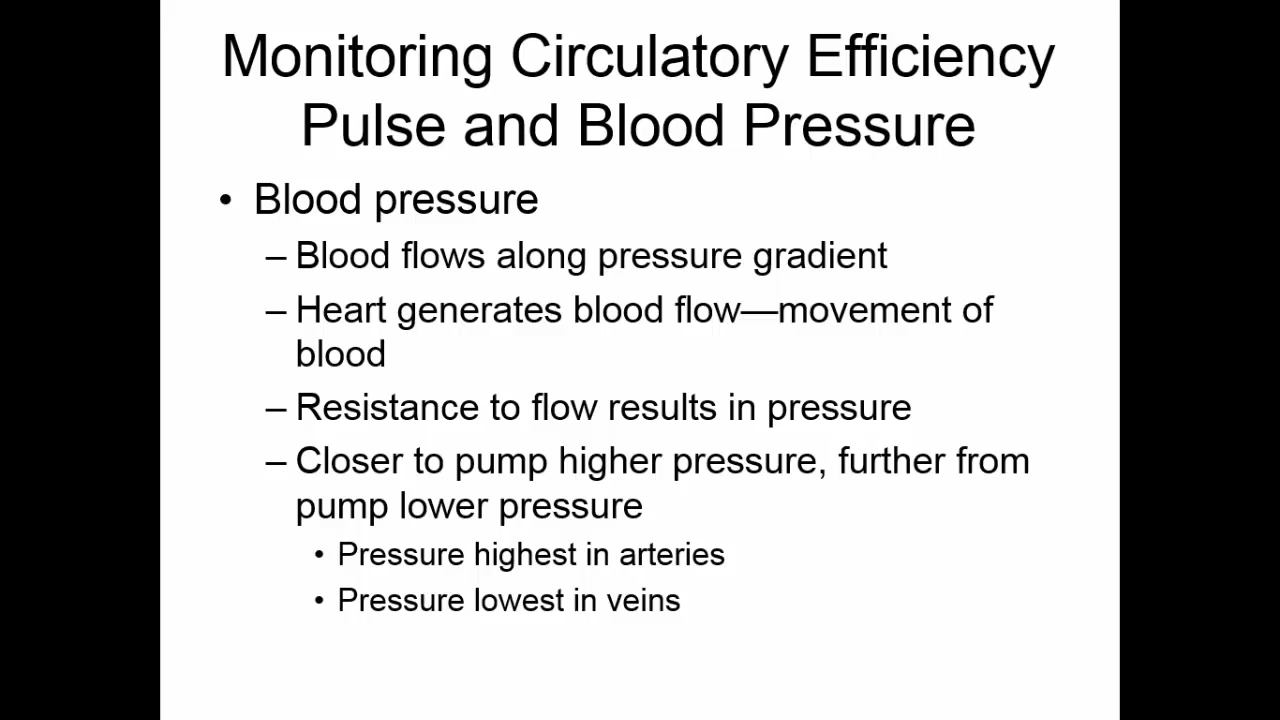 Monitoring Circulatory Efficiency
Pulse and Blood Pressure
• Blood pressure
– Blood flows along pressure gradient
– Heart generates blood flow—movement of
blood
– Resistance to flow results in pressure
– Closer to pump higher pressure, further from
pump lower pressure
• Pressure highest in arteries
• Pressure lowest in veins